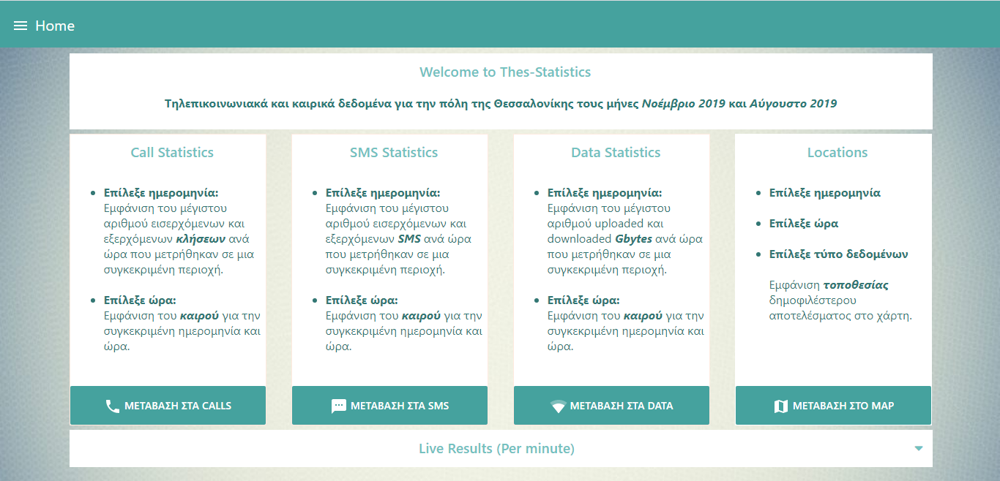 Home
Welcome to Thes-Statistics
Τηλεπικοινωνιακά και καιρικά δεδομένα για την πόλη της Θεσσαλονίκης τους μήνες Νοέμβριο 2019 και Αύγουστο 2019
Call Statistics
Επίλεξε ημερομηνία:
Εμφάνιση του μέγιστου
αριθμού εισερχόμενων και
εξερχόμενων κλήσεων ανά
ώρα που μετρήθηκαν σε μια
συγκεκριμένη περιοχή.
Επίλεξε ώρα:
Εμφάνιση του καιρού για την
συγκεκριμένη ημερομηνία και
ώρα.
ΜΕΤΑΒΑΣΗ ΣΤΑ CALLS
SMS Statistics
Επίλεξε ημερομηνία:
Εμφάνιση του μέγιστου
αριθμού εισερχόμενων και
εξερχόμενων SMS ανά ώρα
που μετρήθηκαν σε μια
συγκεκριμένη περιοχή.
Επίλεξε ώρα:
Εμφάνιση του καιρού για την
συγκεκριμένη ημερομηνία και
ώρα.
ΜΕΤΑΒΑΣΗ ΣΤΑ SMS
Data Statistics
Επίλεξε ημερομηνία:
Εμφάνιση του μέγιστου
αριθμού uploaded και
downloaded Gbytes ανά ώρα
που μετρήθηκαν σε μια
συγκεκριμένη περιοχή.
Επίλεξε ώρα:
Εμφάνιση του καιρού για την
συγκεκριμένη ημερομηνία και
ώρα.
ΜΕΤΑΒΑΣΗ ΣΤΑ DATA
Locations
Επίλεξε ημερομηνία
Επίλεξε ώρα
Επίλεξε τύπο δεδομένων
Εμφάνιση τοποθεσίας
δημοφιλέστερου
αποτελέσματος στο χάρτη.
ΜΕΤΑΒΑΣΗ ΣΤΟ MAP
Live Results (Per minute)